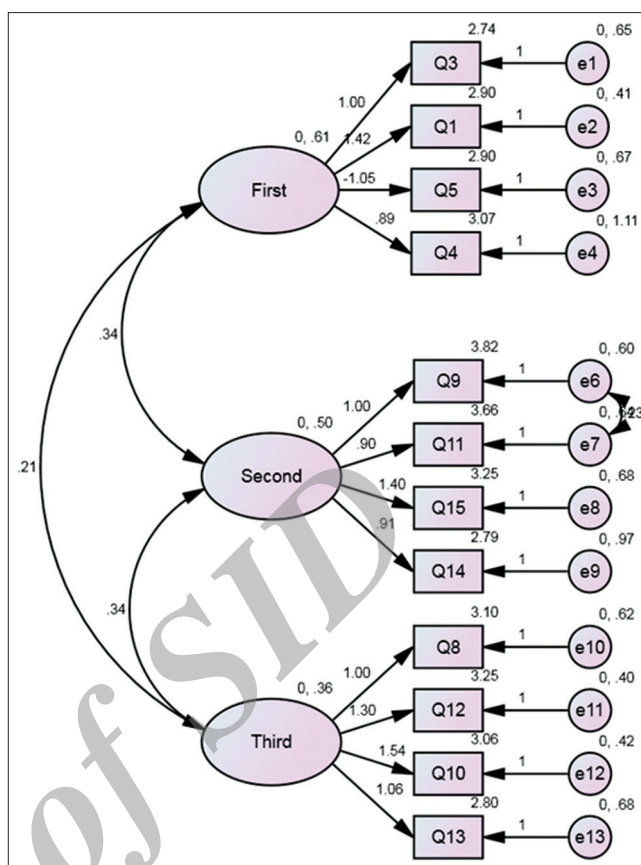 2.74
0, .65
Q3
1
e1
1.00
2.90
0, .41
0, .61
1.42
Q1
1
e2
2.90
0, .67
First
-1.05
Q5
1
e3
.89
3.07
0, 1.11
Q4
1
e4
.34
3.82
0, .60
Q9
1
e6
1.00
3.66
0, .50
.90
Q11
1
e7
.21
Second
3.25
0, .68
1.40
Q15
1
e8
.91
2.79
0, .97
Q14
1
e9
.34
3.10
0, .62
Q8
1
e10
1.00
3.25
0, .40
0, .36
1.30
Q12
1
e11
3.06
0, .42
Third
1.54
Q10
1
e12
1.06
2.80
0, .68
Q13
1
e13
of SID